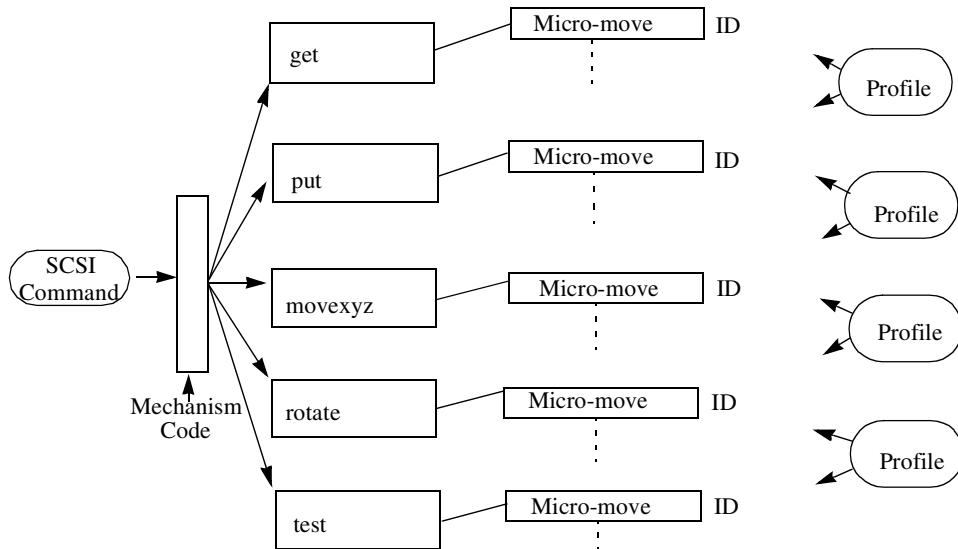 Micro-move ID
get
Profile
Micro-move ID
put
Profile
SCSI
Command
Micro-move ID
movexyz
Profile
Mechanism
Code
Micro-move ID
rotate
Profile
Micro-move ID
test